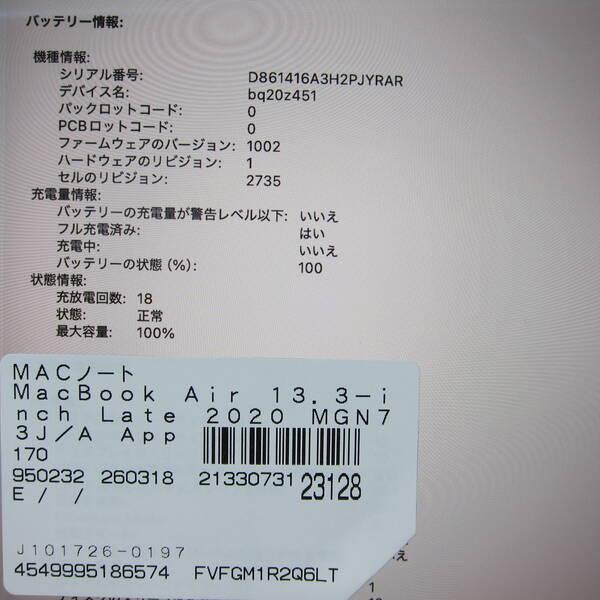 バッテリー情報:
機種情報:
シリアル番号: D861416A3H2PJYRAR
デバイス名: bq20z451
パックロットコード: 0
PCBロットコード: 0
ファームウェアのバージョン: 1002
ハードウェアのリビジョン: 1
セルのリビジョン: 2735
充電量情報:
バッテリーの充電量が警告レベル以下: いいえ
フル充電済み: はい
充電中: いいえ
バッテリーの状態（%）: 100
状態情報:
充放電回数: 18
状態: 正常
最大容量: 100%
MACノート
MacBook Air 13.3-i
nch Late 2020 MGN7
3J/A App
170
950232 260318 21330731 23128
E / /
J101726-0197
4549995186574 FVFGM1R2Q6LT
1